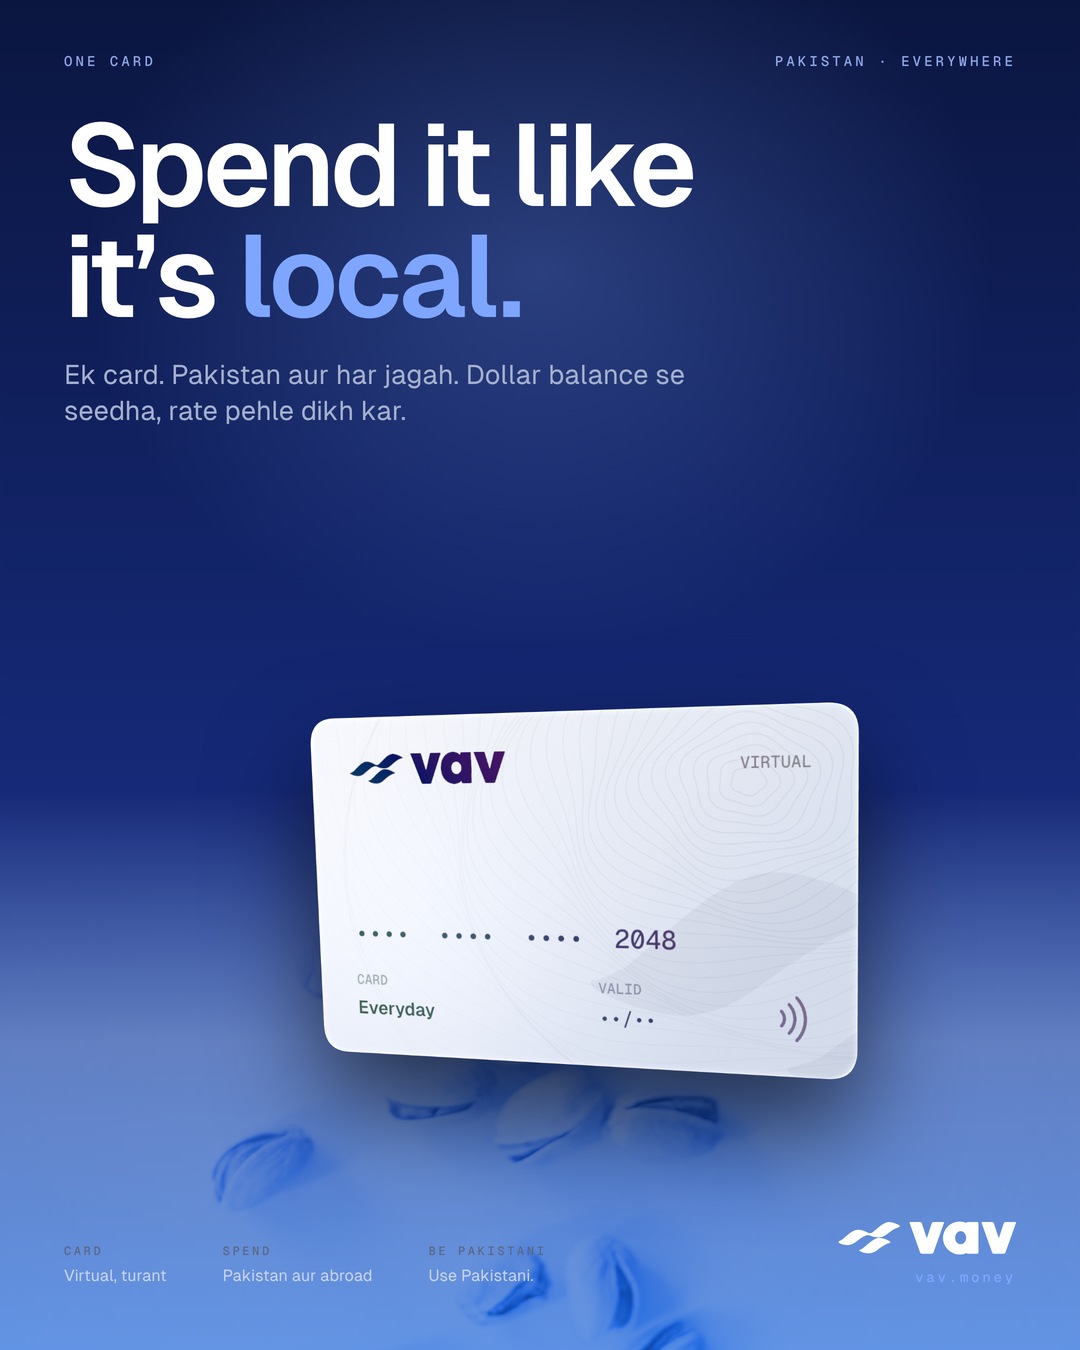 ONE CARD
PAKISTAN · EVERYWHERE
Spend it like
it’s local.
Ek card. Pakistan aur har jagah. Dollar balance se
seedha, rate pehle dikh kar.
vav
VIRTUAL
•••• •••• •••• 2048
CARD
VALID
Everyday
••/••
CARD
SPEND
BE PAKISTANI
Virtual, turant
Pakistan aur abroad
Use Pakistani.
vav
vav.money